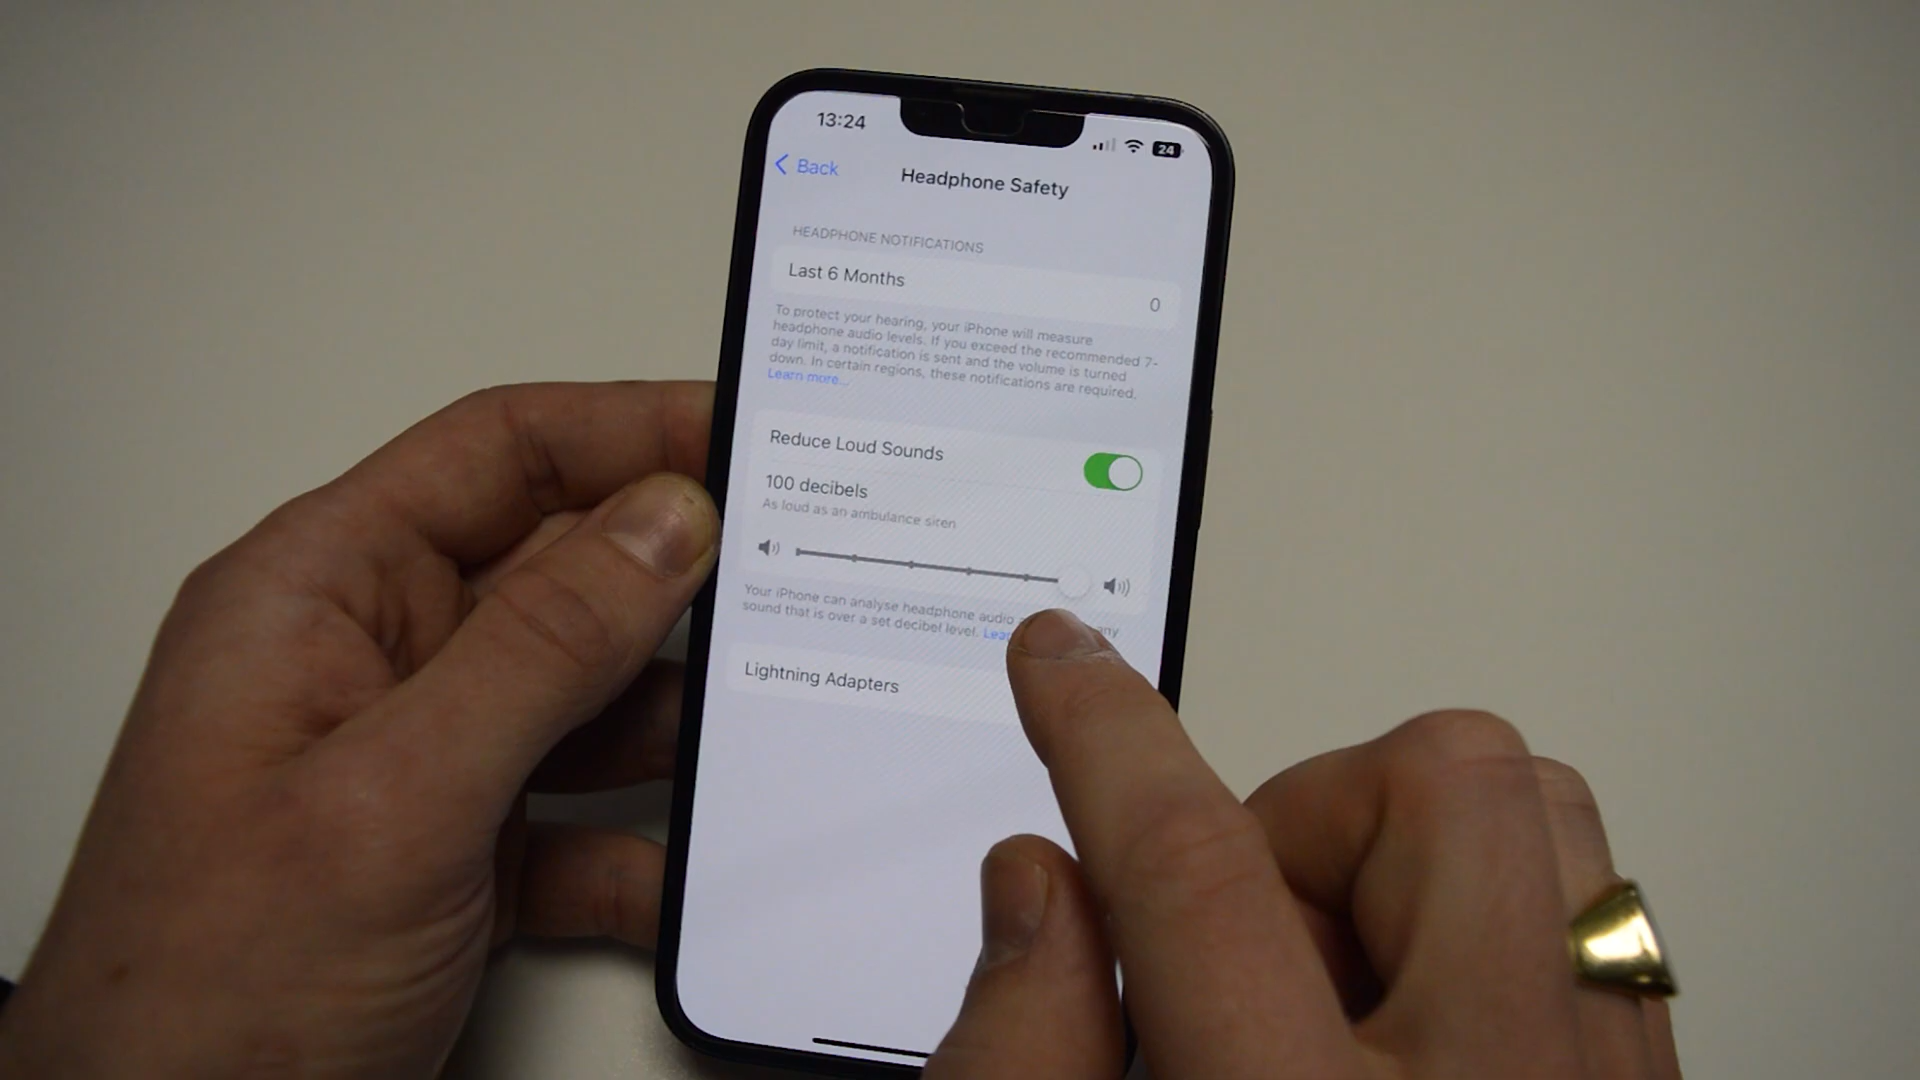 13:24
24
Back
Headphone Safety
HEADPHONE NOTIFICATIONS
Last 6 Months
0
To protect your hearing, your iPhone will measure
headphone audio levels. If you exceed the recommended 7-
day limit, a notification is sent and the volume is turned
down. In certain regions, these notifications are required.
Learn more...
Reduce Loud Sounds
100 decibels
As loud as an ambulance siren
Your iPhone can analyse headphone audio any
sound that is over a set decibel level.
Lightning Adapters